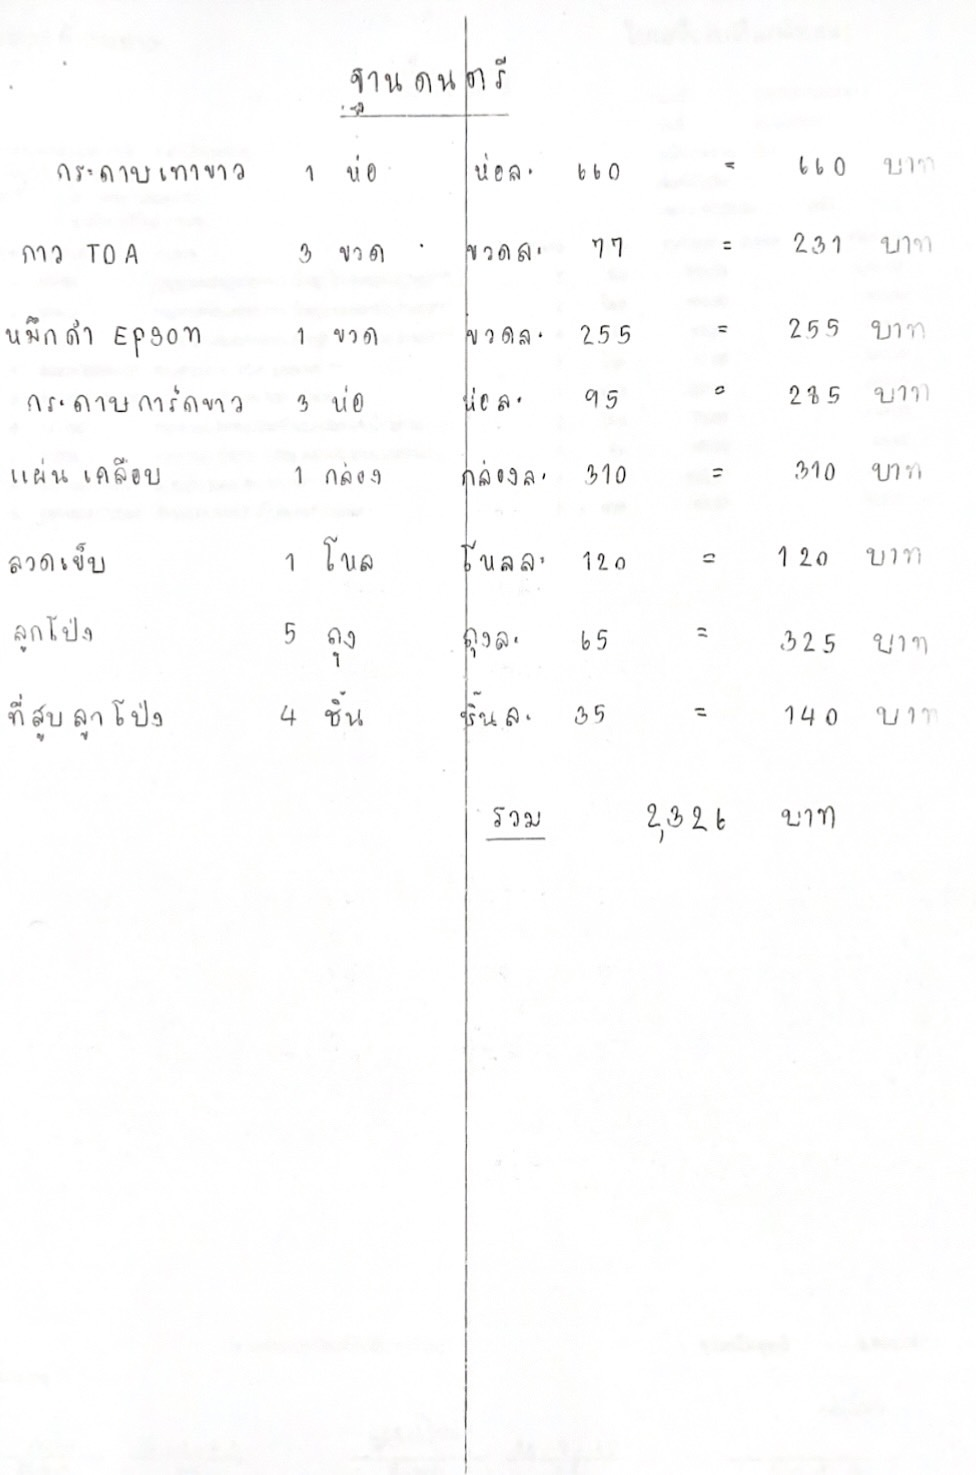 ฐานดนตรี
กระดาษเทาขาว 1 ห่อ ห่อละ 660 = 660 บาท
กาว TOA 3 ขวด ขวดละ 77 = 231 บาท
หมึกดำ Epson 1 ขวด ขวดละ 255 = 255 บาท
กระดาษการ์ดขาว 3 ห่อ ห่อละ 95 = 285 บาท
แผ่นเคลือบ 1 กล่อง กล่องละ 310 = 310 บาท
ลวดเย็บ 1 โหล โหลละ 120 = 120 บาท
ลูกโป่ง 5 ถุง ถุงละ 65 = 325 บาท
ที่สูบลูกโป่ง 4 ชิ้น ชิ้นละ 35 = 140 บาท
รวม 2,326 บาท